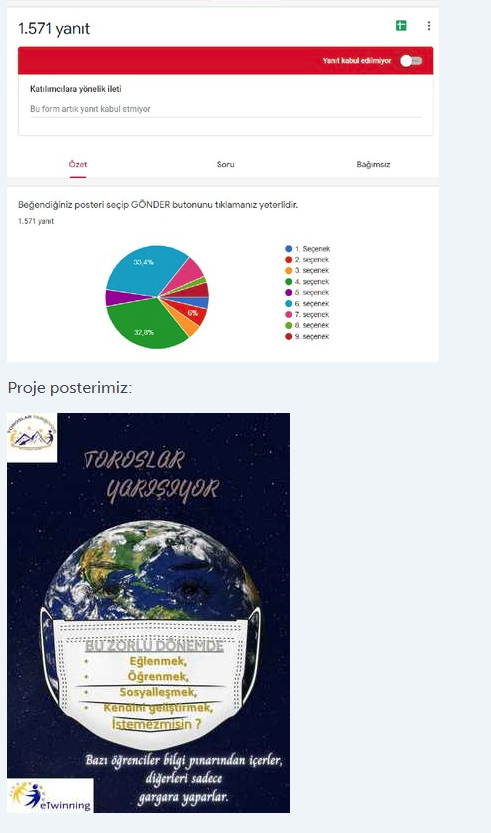 1.571 yanıt
Yanıt kabul edilmiyor
Katılımcılara yönelik ileti
Bu form artık yanıt kabul etmiyor
Özet
Soru
Bağımsız
Beğendiğiniz posteri seçip GÖNDER butonunu tıklamanız yeterlidir.
1.571 yanıt
33,4%
6%
32,8%
1. Seçenek
2. seçenek
3. seçenek
4. seçenek
5. seçenek
6. seçenek
7. seçenek
8. seçenek
9. seçenek
Proje posterimiz:
TOROSLAR YARIŞIYOR
TOROSLAR
YARIŞIYOR
BU ZORLU DÖNEMDE
• Eğlenmek,
• Öğrenmek,
• Sosyalleşmek,
• Kendini geliştirmek,
İstemezmisin ?
Bazı öğrenciler bilgi pınarından içerler,
diğerleri sadece
gargara yaparlar.
eTwinning